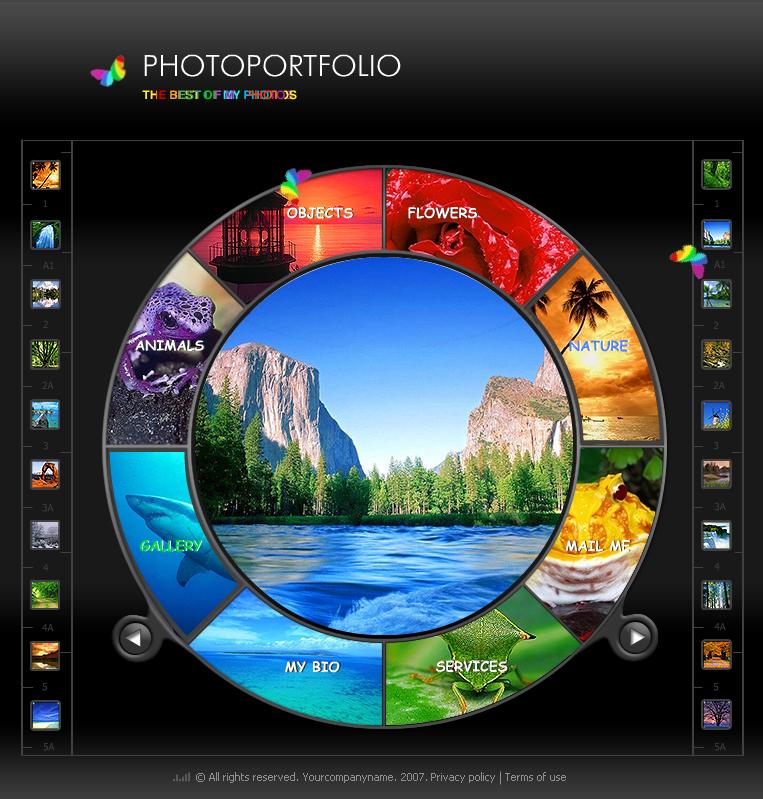 PHOTOPORTFOLIO
THE BEST OF MY PHOTOS
OBJECTS
FLOWERS
ANIMALS
NATURE
GALLERY
MAIL ME
MY BIO
SERVICES
1
A1
2
2A
3
3A
4
4A
5
5A
1
A1
2
2A
3
3A
4
4A
5
5A
© All rights reserved. Yourcompanyname. 2007. Privacy policy | Terms of use